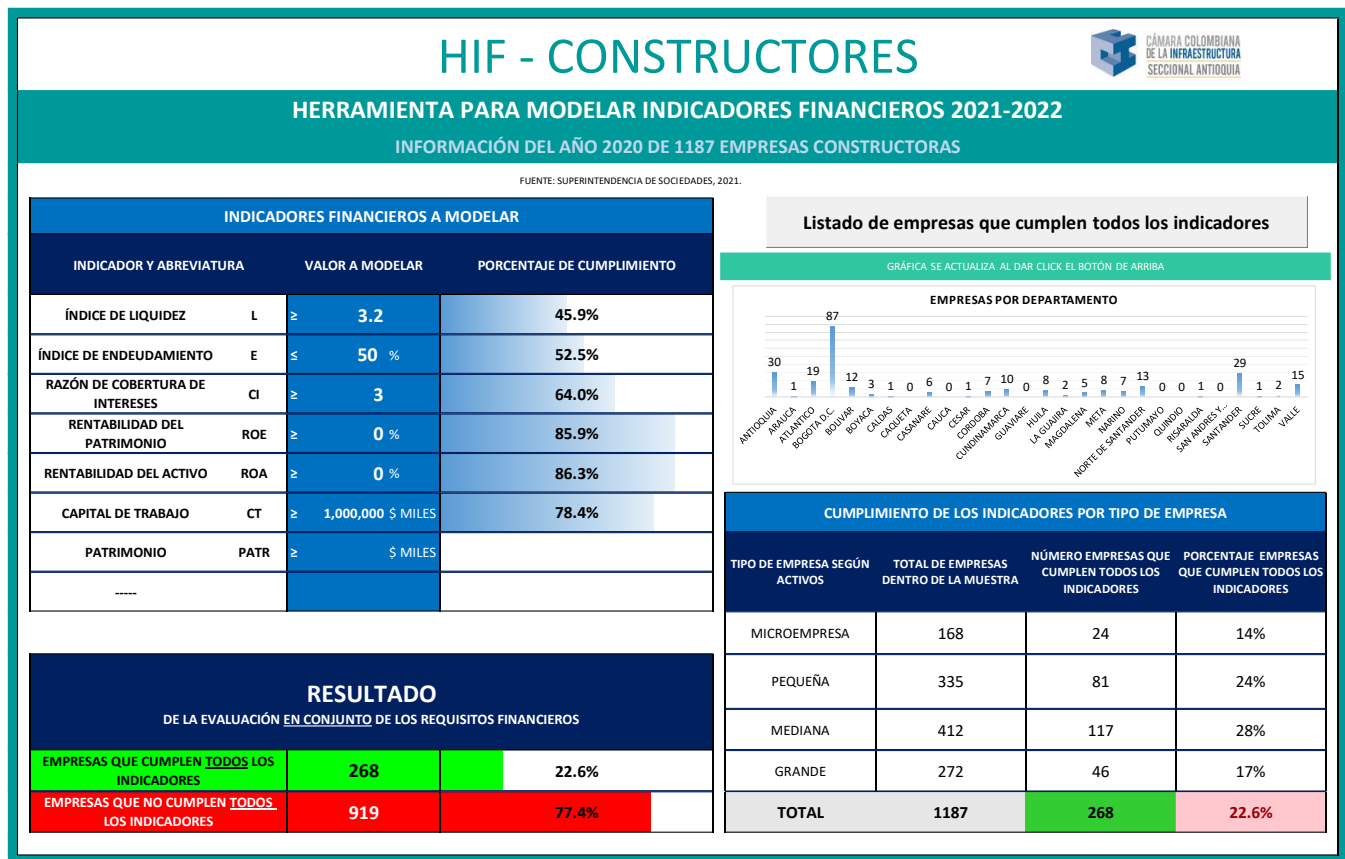 HIF - CONSTRUCTORES
CÁMARA COLOMBIANA
DE LA INFRAESTRUCTURA
SECCIONAL ANTIOQUIA
HERRAMIENTA PARA MODELAR INDICADORES FINANCIEROS 2021-2022
INFORMACIÓN DEL AÑO 2020 DE 1187 EMPRESAS CONSTRUCTORAS
FUENTE: SUPERINTENDENCIA DE SOCIEDADES, 2021.
INDICADORES FINANCIEROS A MODELAR
INDICADOR Y ABREVIATURA VALOR A MODELAR PORCENTAJE DE CUMPLIMIENTO
ÍNDICE DE LIQUIDEZ L ≥ 3.2 45.9%
ÍNDICE DE ENDEUDAMIENTO E ≤ 50 % 52.5%
RAZÓN DE COBERTURA DE
INTERESES CI ≥ 3 64.0%
RENTABILIDAD DEL
PATRIMONIO ROE ≥ 0 % 85.9%
RENTABILIDAD DEL ACTIVO ROA ≥ 0 % 86.3%
CAPITAL DE TRABAJO CT ≥ 1,000,000 $ MILES 78.4%
PATRIMONIO PATR ≥ $ MILES
-----
RESULTADO
DE LA EVALUACIÓN EN CONJUNTO DE LOS REQUISITOS FINANCIEROS
EMPRESAS QUE CUMPLEN TODOS LOS
INDICADORES 268 22.6%
EMPRESAS QUE NO CUMPLEN TODOS
LOS INDICADORES 919 77.4%
Listado de empresas que cumplen todos los indicadores
GRÁFICA SE ACTUALIZA AL DAR CLICK EL BOTÓN DE ARRIBA
EMPRESAS POR DEPARTAMENTO
30 1 19 87 12 3 1 0 6 0 1 7 10 0 8 2 5 8 7 13 0 0 1 0 29 1 2 15
ANTIOQUIA
ARAUCA
ATLANTICO
BOGOTA D.C.
BOLIVAR
BOYACA
CALDAS
CAQUETA
CASANARE
CAUCA
CESAR
CORDOBA
CUNDINAMARCA
GUAVIARE
HUILA
LA GUAJIRA
MAGDALENA
META
NARINO
NORTE DE SANTANDER
PUTUMAYO
QUINDIO
RISARALDA
SAN ANDRES Y...
SANTANDER
SUCRE
TOLIMA
VALLE
CUMPLIMIENTO DE LOS INDICADORES POR TIPO DE EMPRESA
TIPO DE EMPRESA SEGÚN
ACTIVOS
TOTAL DE EMPRESAS
DENTRO DE LA MUESTRA
NÚMERO EMPRESAS QUE
CUMPLEN TODOS LOS
INDICADORES
PORCENTAJE EMPRESAS
QUE CUMPLEN TODOS LOS
INDICADORES
MICROEMPRESA 168 24 14%
PEQUEÑA 335 81 24%
MEDIANA 412 117 28%
GRANDE 272 46 17%
TOTAL 1187 268 22.6%